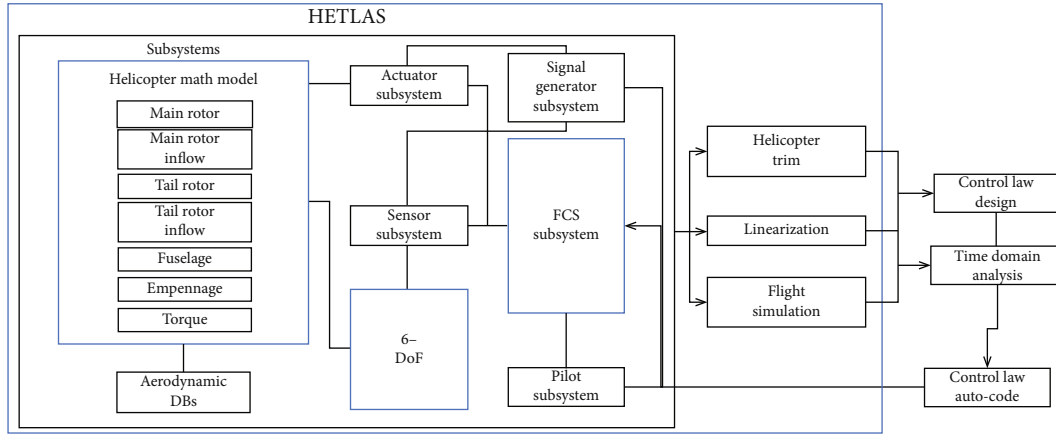 HETLAS
Subsystems
Helicopter math model
Main rotor
Main rotor
inflow
Tail rotor
Tail rotor
inflow
Fuselage
Empennage
Torque
Aerodynamic
DBs
Actuator
subsystem
Signal
generator
subsystem
Sensor
subsystem
FCS
subsystem
6–
DoF
Pilot
subsystem
Helicopter
trim
Linearization
Flight
simulation
Control law
design
Time domain
analysis
Control law
auto-code